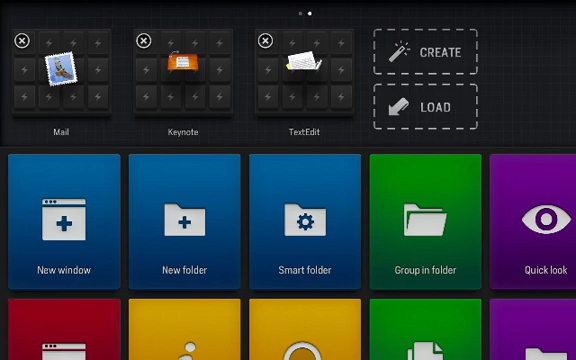 CREATE
LOAD
Mail
Keynote
TextEdit
New window
New folder
Smart folder
Group in folder
Quick look